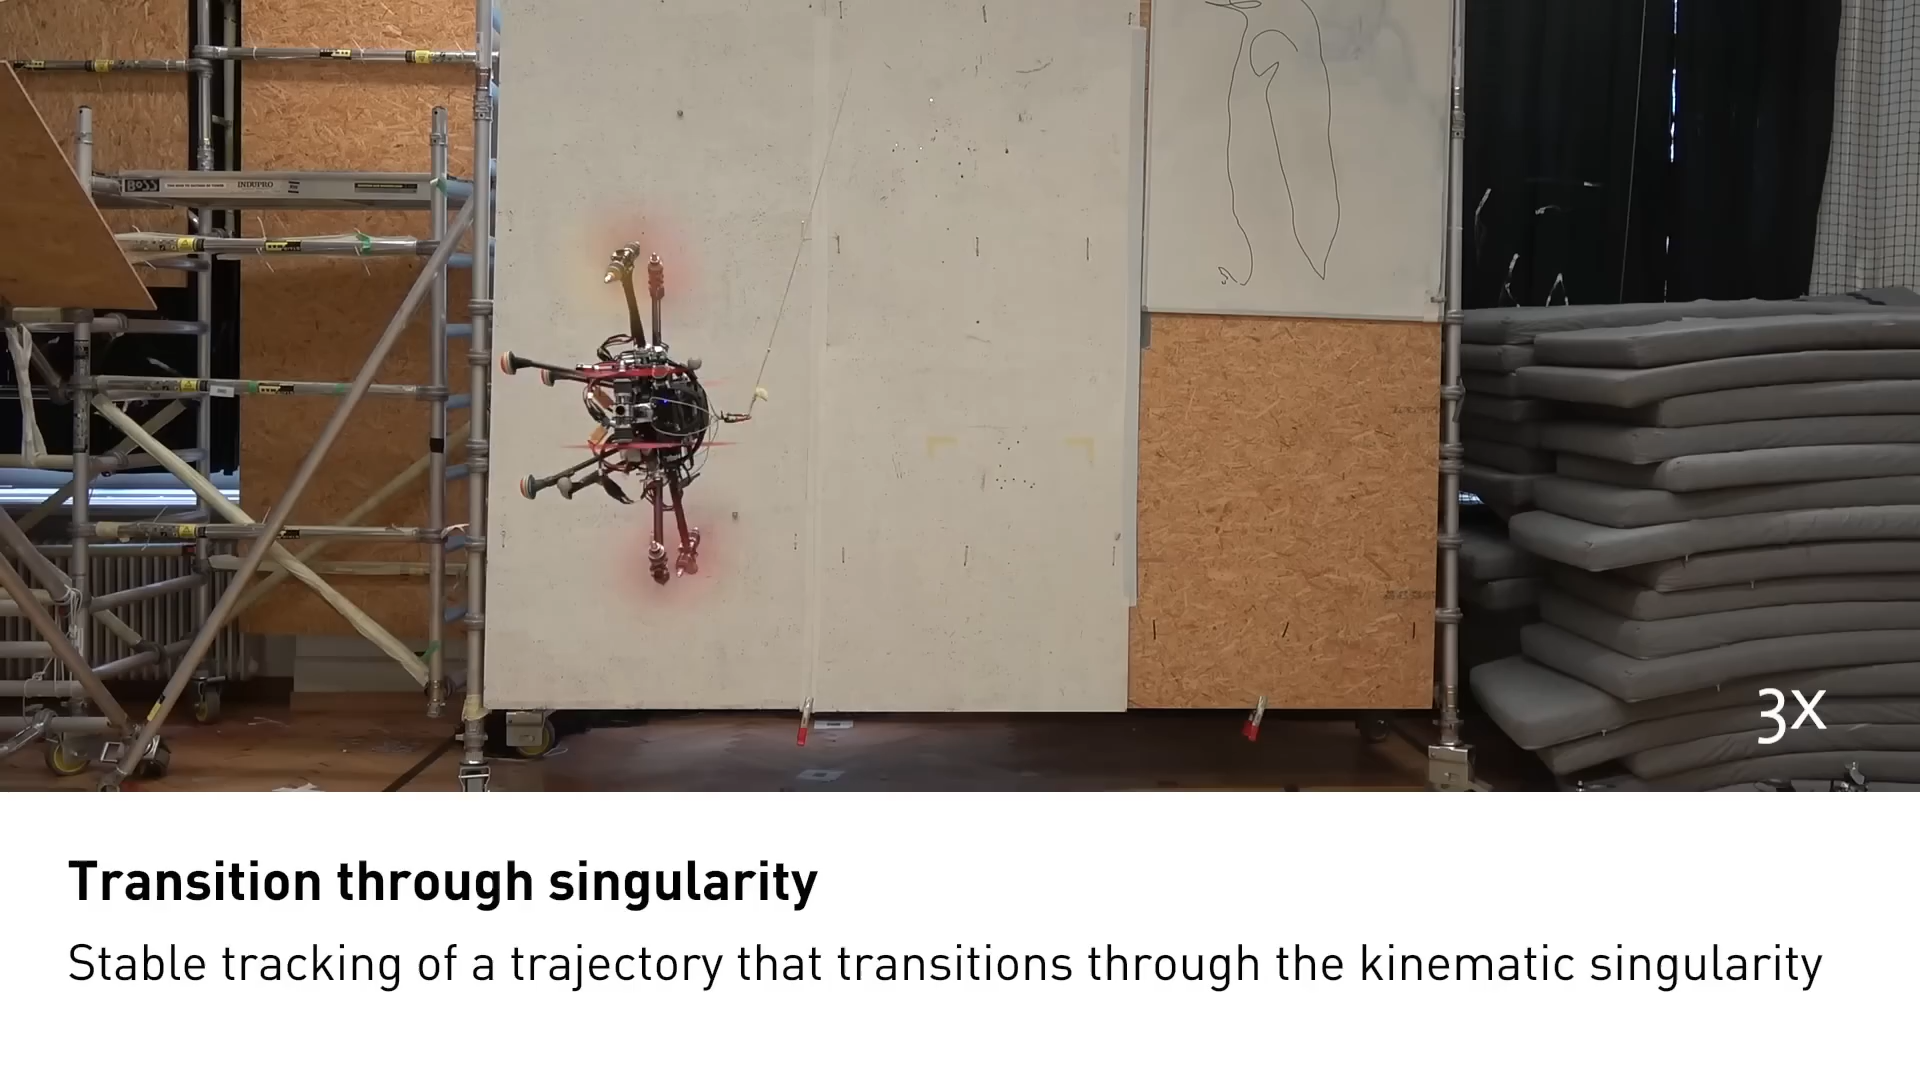 BOSS
INDUPRO
3x
Transition through singularity
Stable tracking of a trajectory that transitions through the kinematic singularity